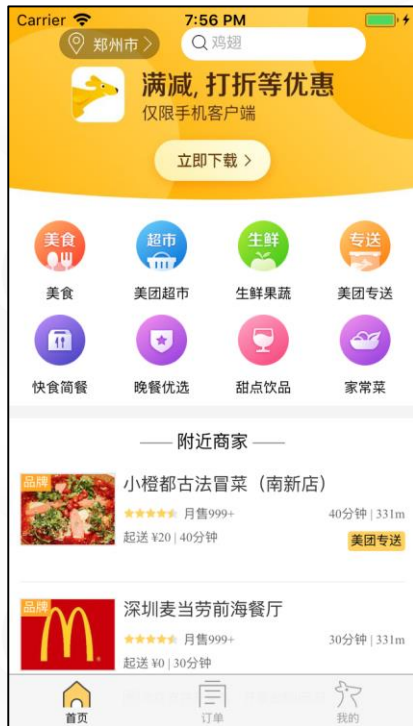 Carrier 7:56 PM
郑州市 鸡翅
满减, 打折等优惠
仅限手机客户端
立即下载
美食 超市 生鲜 专送
美食 美团超市 生鲜果蔬 美团专送
快食简餐 晚餐优选 甜点饮品 家常菜
附近商家
品牌
小橙都古法冒菜（南新店）
月售999+ 40分钟 | 331m
起送 ¥20 | 40分钟 美团专送
品牌
深圳麦当劳前海餐厅
月售999+ 30分钟 | 331m
起送 ¥0 | 30分钟
首页 订单 我的